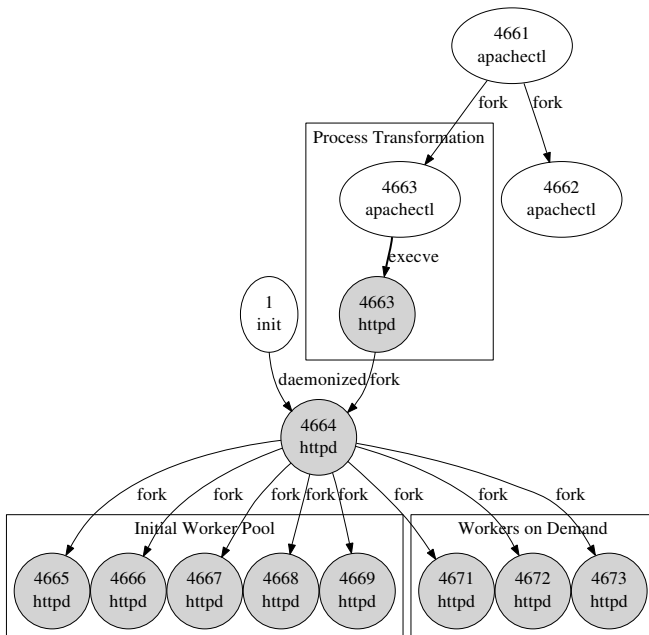 4661
apachectl
fork
fork
Process Transformation
4663
apachectl
4662
apachectl
execve
1
init
4663
httpd
daemonized
fork
4664
httpd
fork
fork
fork
fork
fork
fork
fork
fork
Initial Worker Pool
Workers on Demand
4665
httpd
4666
httpd
4667
httpd
4668
httpd
4669
httpd
4671
httpd
4672
httpd
4673
httpd